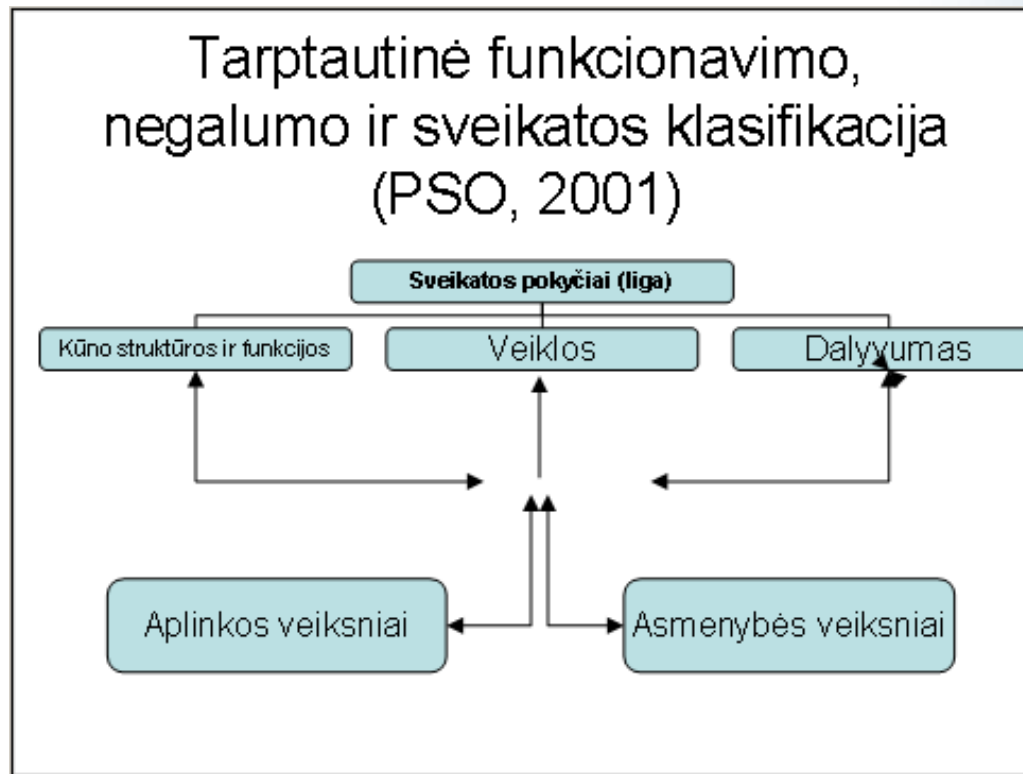 Tarptautinė funkcionavimo,
negalumo ir sveikatos klasifikacija
(PSO, 2001)
Sveikatos pokyčiai (liga)
Kūno struktūros ir funkcijos
Veiklos
Dalyvumas
Aplinkos veiksniai
Asmenybės veiksniai